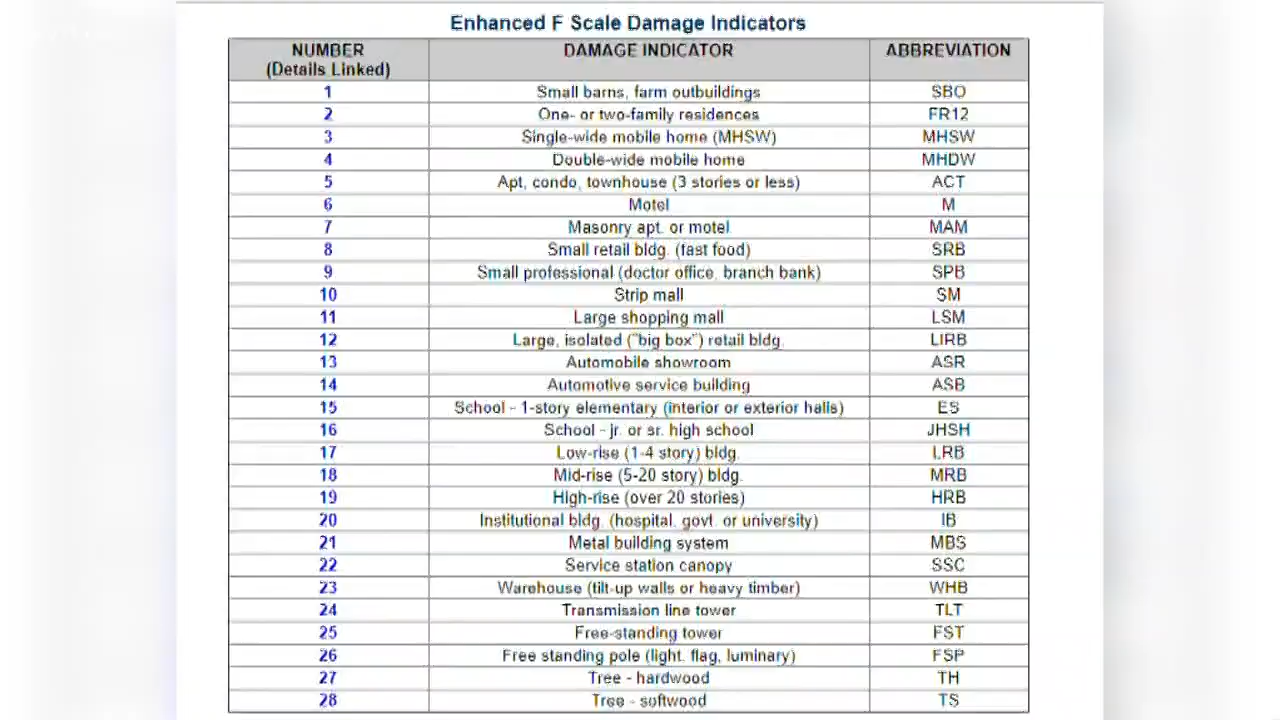 Enhanced F Scale Damage Indicators
NUMBER (Details Linked) DAMAGE INDICATOR ABBREVIATION
1 Small barns, farm outbuildings SBO
2 One- or two-family residences FR12
3 Single-wide mobile home (MHSW) MHSW
4 Double-wide mobile home MHDW
5 Apt, condo, townhouse (3 stories or less) ACT
6 Motel M
7 Masonry apt. or motel MAM
8 Small retail bldg. (fast food) SRB
9 Small professional (doctor office, branch bank) SPB
10 Strip mall SM
11 Large shopping mall LSM
12 Large, isolated ("big box") retail bldg. LIRB
13 Automobile showroom ASR
14 Automotive service building ASB
15 School - 1-story elementary (interior or exterior halls) ES
16 School - jr. or sr. high school JHSH
17 Low-rise (1-4 story) bldg. LRB
18 Mid-rise (5-20 story) bldg. MRB
19 High-rise (over 20 stories) HRB
20 Institutional bldg. (hospital, govt. or university) IB
21 Metal building system MBS
22 Service station canopy SSC
23 Warehouse (tilt-up walls or heavy timber) WHB
24 Transmission line tower TLT
25 Free-standing tower FST
26 Free standing pole (light, flag, luminary) FSP
27 Tree - hardwood TH
28 Tree - softwood TS